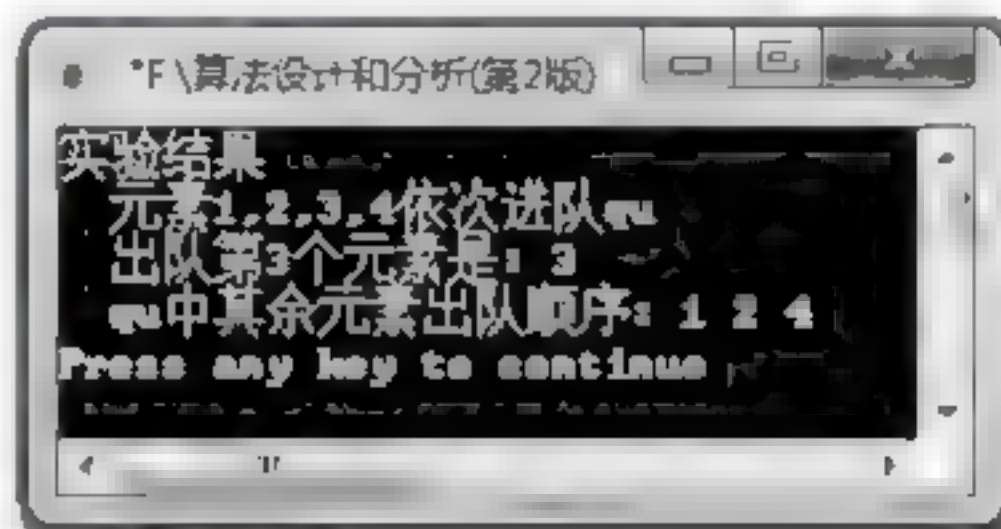 "F \算法设计和分析(第2版)
实验结果
元素1,2,3,4依次进队qu
出队第3个元素是: 3
qu中其余元素出队顺序: 1 2 4
Press any key to continue